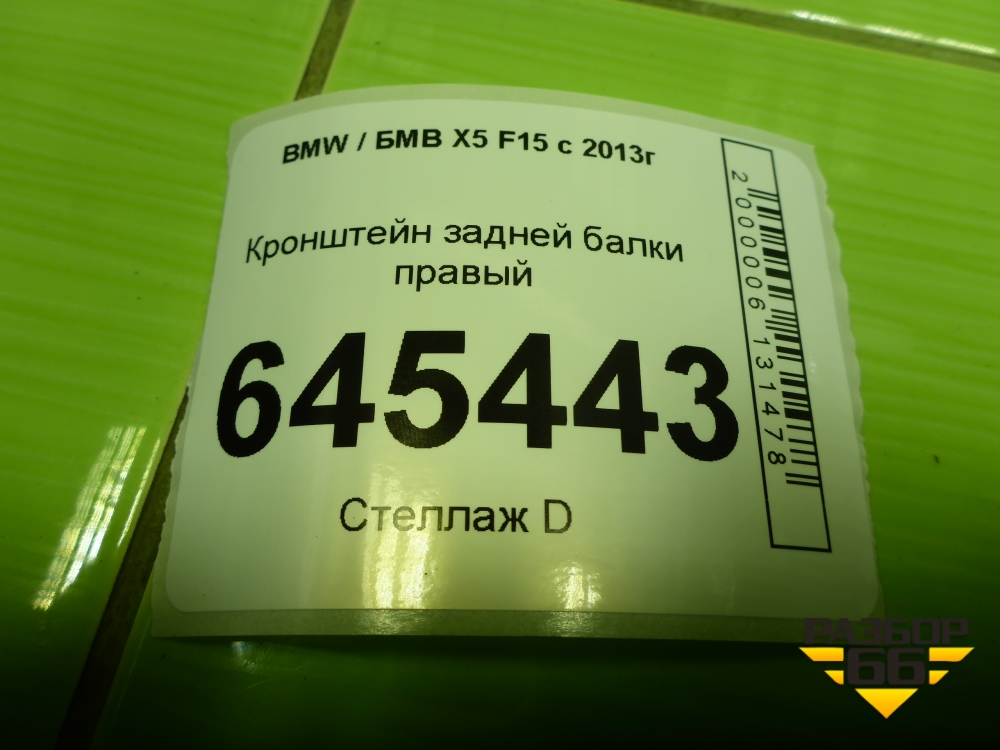 BMW / БМВ X5 F15 с 2013г
Кронштейн задней балки
правый
645443
Стеллаж D
2000006131478
РАЗБОР
66